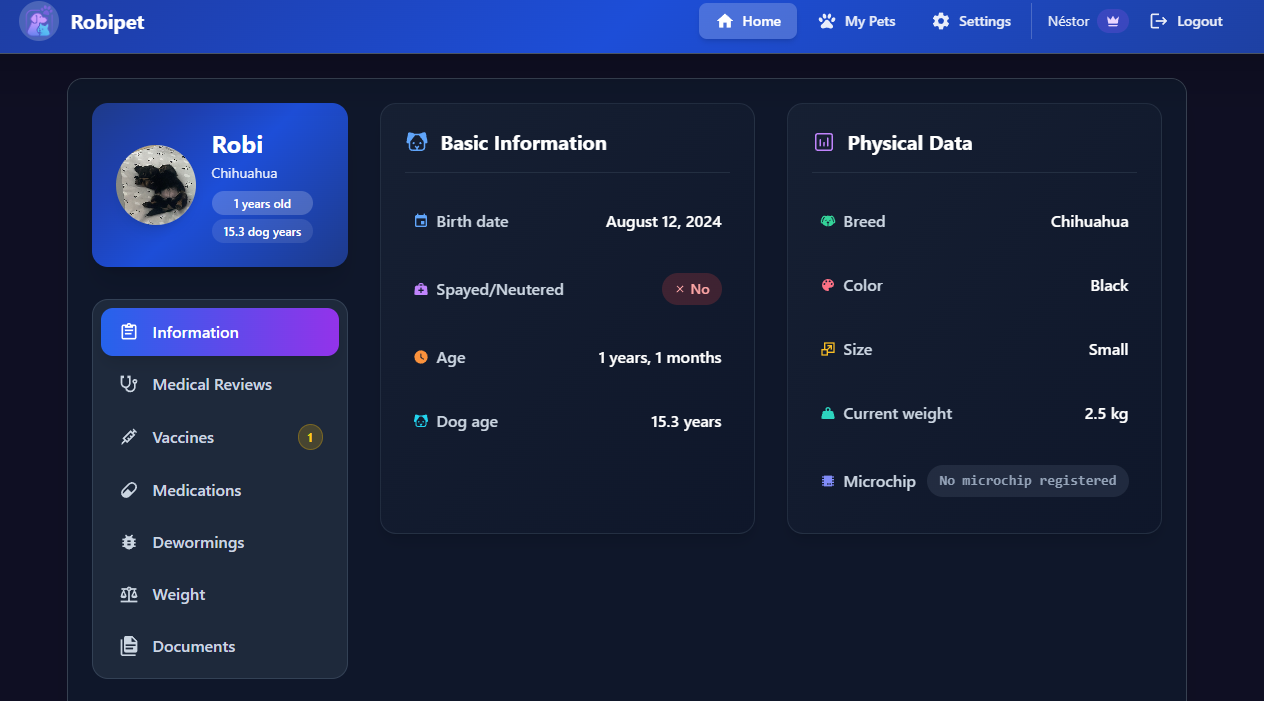 Robipet
Home
My Pets
Settings
Néstor
Logout
Robi
Chihuahua
1 years old
15.3 dog years
Information
Medical Reviews
Vaccines
1
Medications
Dewormings
Weight
Documents
Basic Information
Birth date August 12, 2024
Spayed/Neutered × No
Age 1 years, 1 months
Dog age 15.3 years
Physical Data
Breed Chihuahua
Color Black
Size Small
Current weight 2.5 kg
Microchip No microchip registered